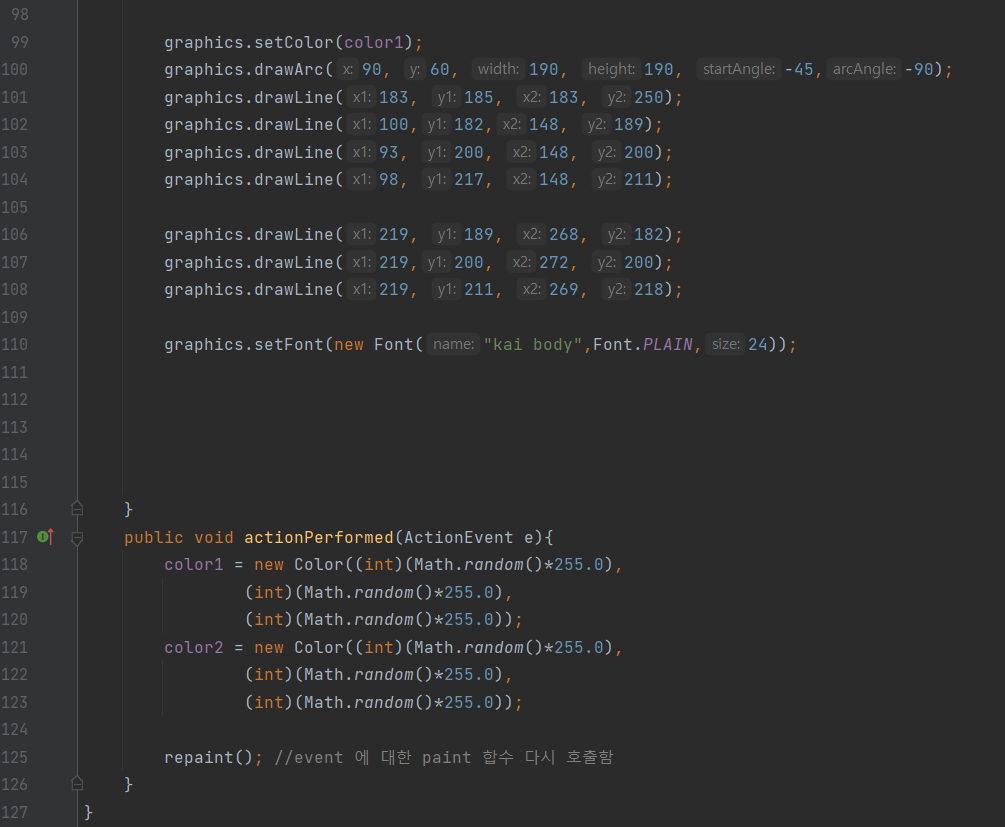 98
99 graphics.setColor(color1);
100 graphics.drawArc( x: 90, y: 60, width: 190, height: 190, startAngle: -45, arcAngle: -90);
101 graphics.drawLine( x1: 183, y1: 185, x2: 183, y2: 250);
102 graphics.drawLine( x1: 100, y1: 182, x2: 148, y2: 189);
103 graphics.drawLine( x1: 93, y1: 200, x2: 148, y2: 200);
104 graphics.drawLine( x1: 98, y1: 217, x2: 148, y2: 211);
105
106 graphics.drawLine( x1: 219, y1: 189, x2: 268, y2: 182);
107 graphics.drawLine( x1: 219, y1: 200, x2: 272, y2: 200);
108 graphics.drawLine( x1: 219, y1: 211, x2: 269, y2: 218);
109
110 graphics.setFont(new Font( name: "kai body",Font.PLAIN, size: 24));
111
112
113
114
115
116 }
117 public void actionPerformed(ActionEvent e){
118 color1 = new Color((int)(Math.random()*255.0),
119 (int)(Math.random()*255.0),
120 (int)(Math.random()*255.0));
121 color2 = new Color((int)(Math.random()*255.0),
122 (int)(Math.random()*255.0),
123 (int)(Math.random()*255.0));
124
125 repaint(); //event 에 대한 paint 합수 다시 호출함
126 }
127 }